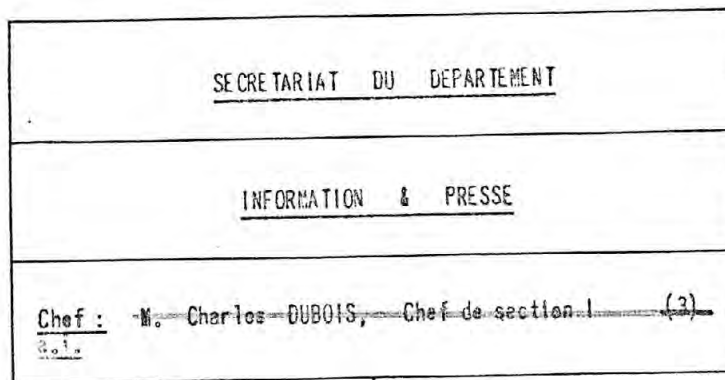 SECRETARIAT DU DEPARTEMENT
INFORMATION & PRESSE
Chef : M. Charles DUBOIS, Chef de section I (3)
a.i.